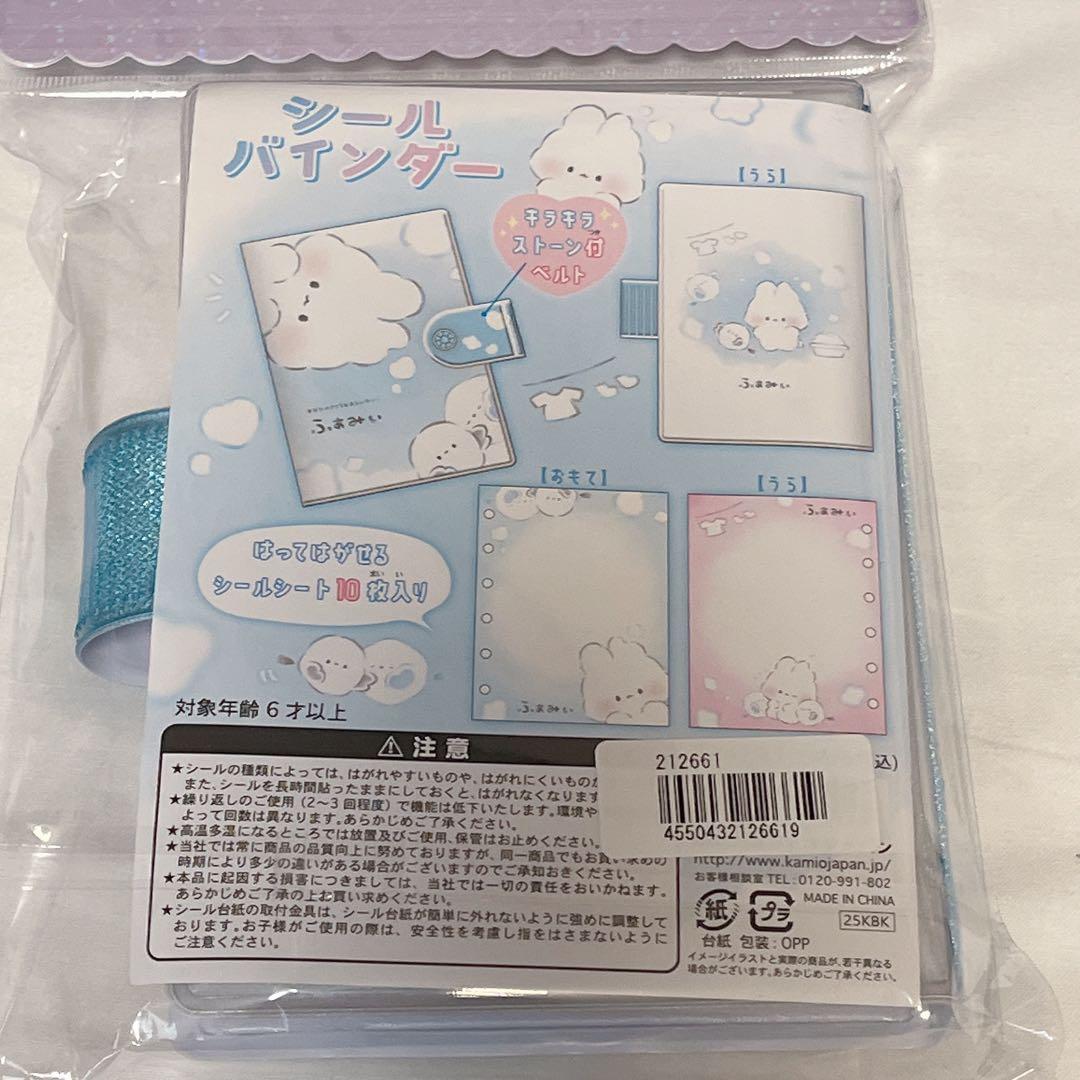 シール
バインダー
キラキラ
ストーン付
つき
ベルト
【うら】
ふぁみい
ふぁみい
【おもて】
【うら】
ふぁみい
ふぁみい
はってはがせる
シールシート10枚入り
まい い
対象年齢 6 才以上
注意
★シールの種類によっては、はがれやすいものや、はがれにくいものが
また、シールを長時間貼ったままにしておくと、はがれなくなります
★繰り返しのご使用(2〜3 回程度)で機能は低下いたします。環境や
よって回数は異なります。あらかじめご了承ください。
★高温多湿になるところでは放置及びご使用、保管はお止めください。
★当社では常に商品の品質向上に努めておりますが、同一商品でもお買い求めの
時期により多少の違いがある場合がございますのでご承知おきください。
★本品に起因する損害につきましては、当社では一切の責任をおいかねます。
あらかじめご了承の上お買い求めください。
★シール台紙の取付金具は、シール台紙が簡単に外れないように強めに調整して
おります。お子様がご使用の際は、安全性を考慮し指をはさまないように
ご注意ください。
込)
212661
4550432126619
http://www.kamiojapan.jp/
お客様相談室 TEL:0120-991-802
MADE IN CHINA
25KBK
紙
プラ
台紙 包装:OPP
イメージイラストと実際の商品が、若干異なる
場合がございます。あらかじめご了承ください。